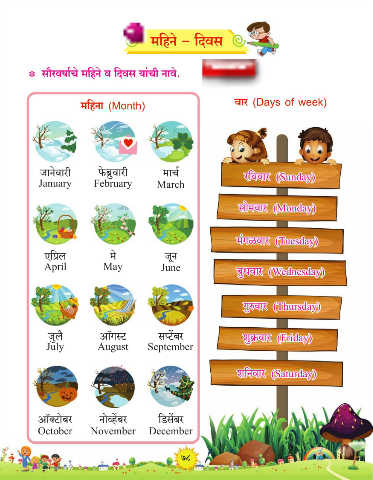 महिने – दिवस
❋ सौरवर्षाचे महिने व दिवस यांची नावे.
महिना (Month)
जानेवारी
January
फेब्रुवारी
February
मार्च
March
एप्रिल
April
मे
May
जून
June
जुलै
July
ऑगस्ट
August
सप्टेंबर
September
ऑक्टोबर
October
नोव्हेंबर
November
डिसेंबर
December
वार (Days of week)
रविवार (Sunday)
सोमवार (Monday)
मंगळवार (Tuesday)
बुधवार (Wednesday)
गुरुवार (Thursday)
शुक्रवार (Friday)
शनिवार (Saturday)